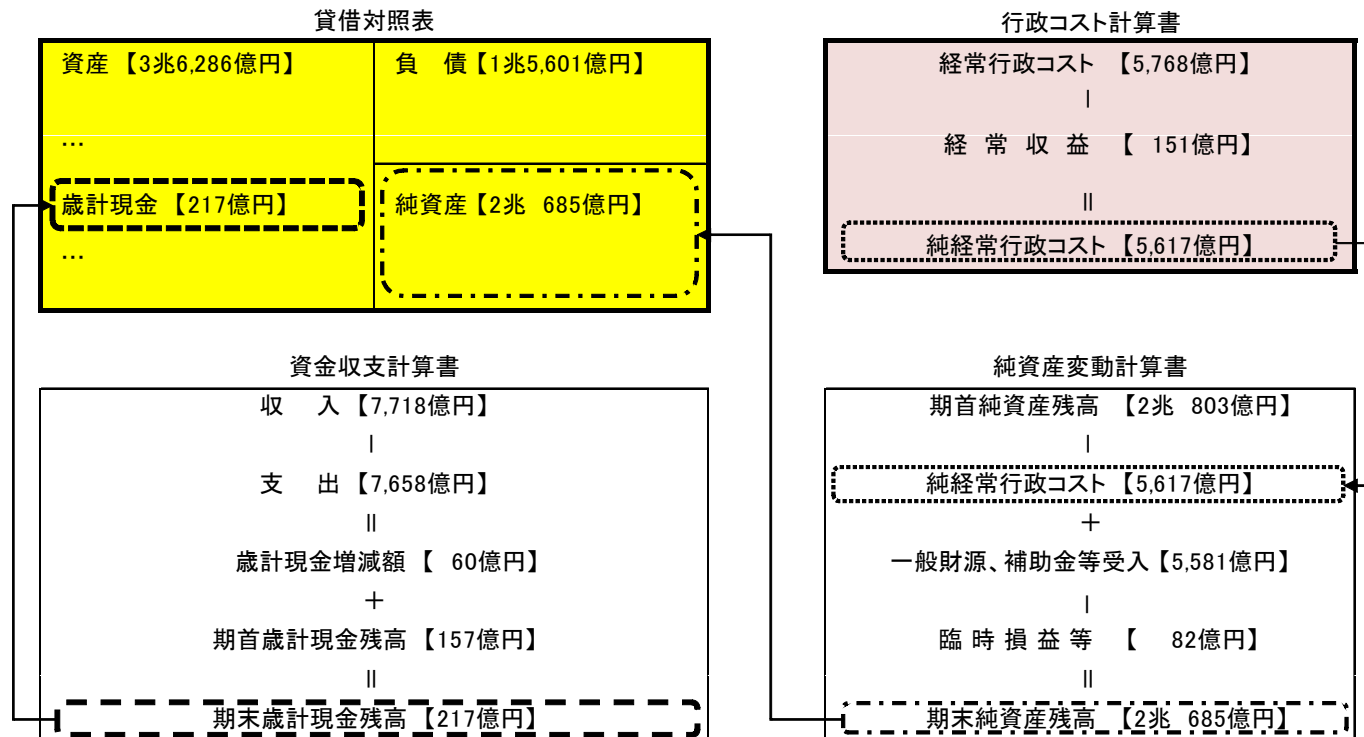 貸借対照表
資産 【3兆6,286億円】
負 債【1兆5,601億円】
…
歳計現金 【217億円】
純資産【2兆 685億円】
…
行政コスト計算書
経常行政コスト 【5,768億円】
－
経 常 収 益 【 151億円】
＝
純経常行政コスト 【5,617億円】
資金収支計算書
収 入【7,718億円】
－
支 出【7,658億円】
＝
歳計現金増減額 【 60億円】
＋
期首歳計現金残高 【157億円】
＝
期末歳計現金残高 【217億円】
純資産変動計算書
期首純資産残高 【2兆 803億円】
－
純経常行政コスト 【5,617億円】
＋
一般財源、補助金等受入【5,581億円】
－
臨 時 損 益 等 【 82億円】
＝
期末純資産残高 【2兆 685億円】